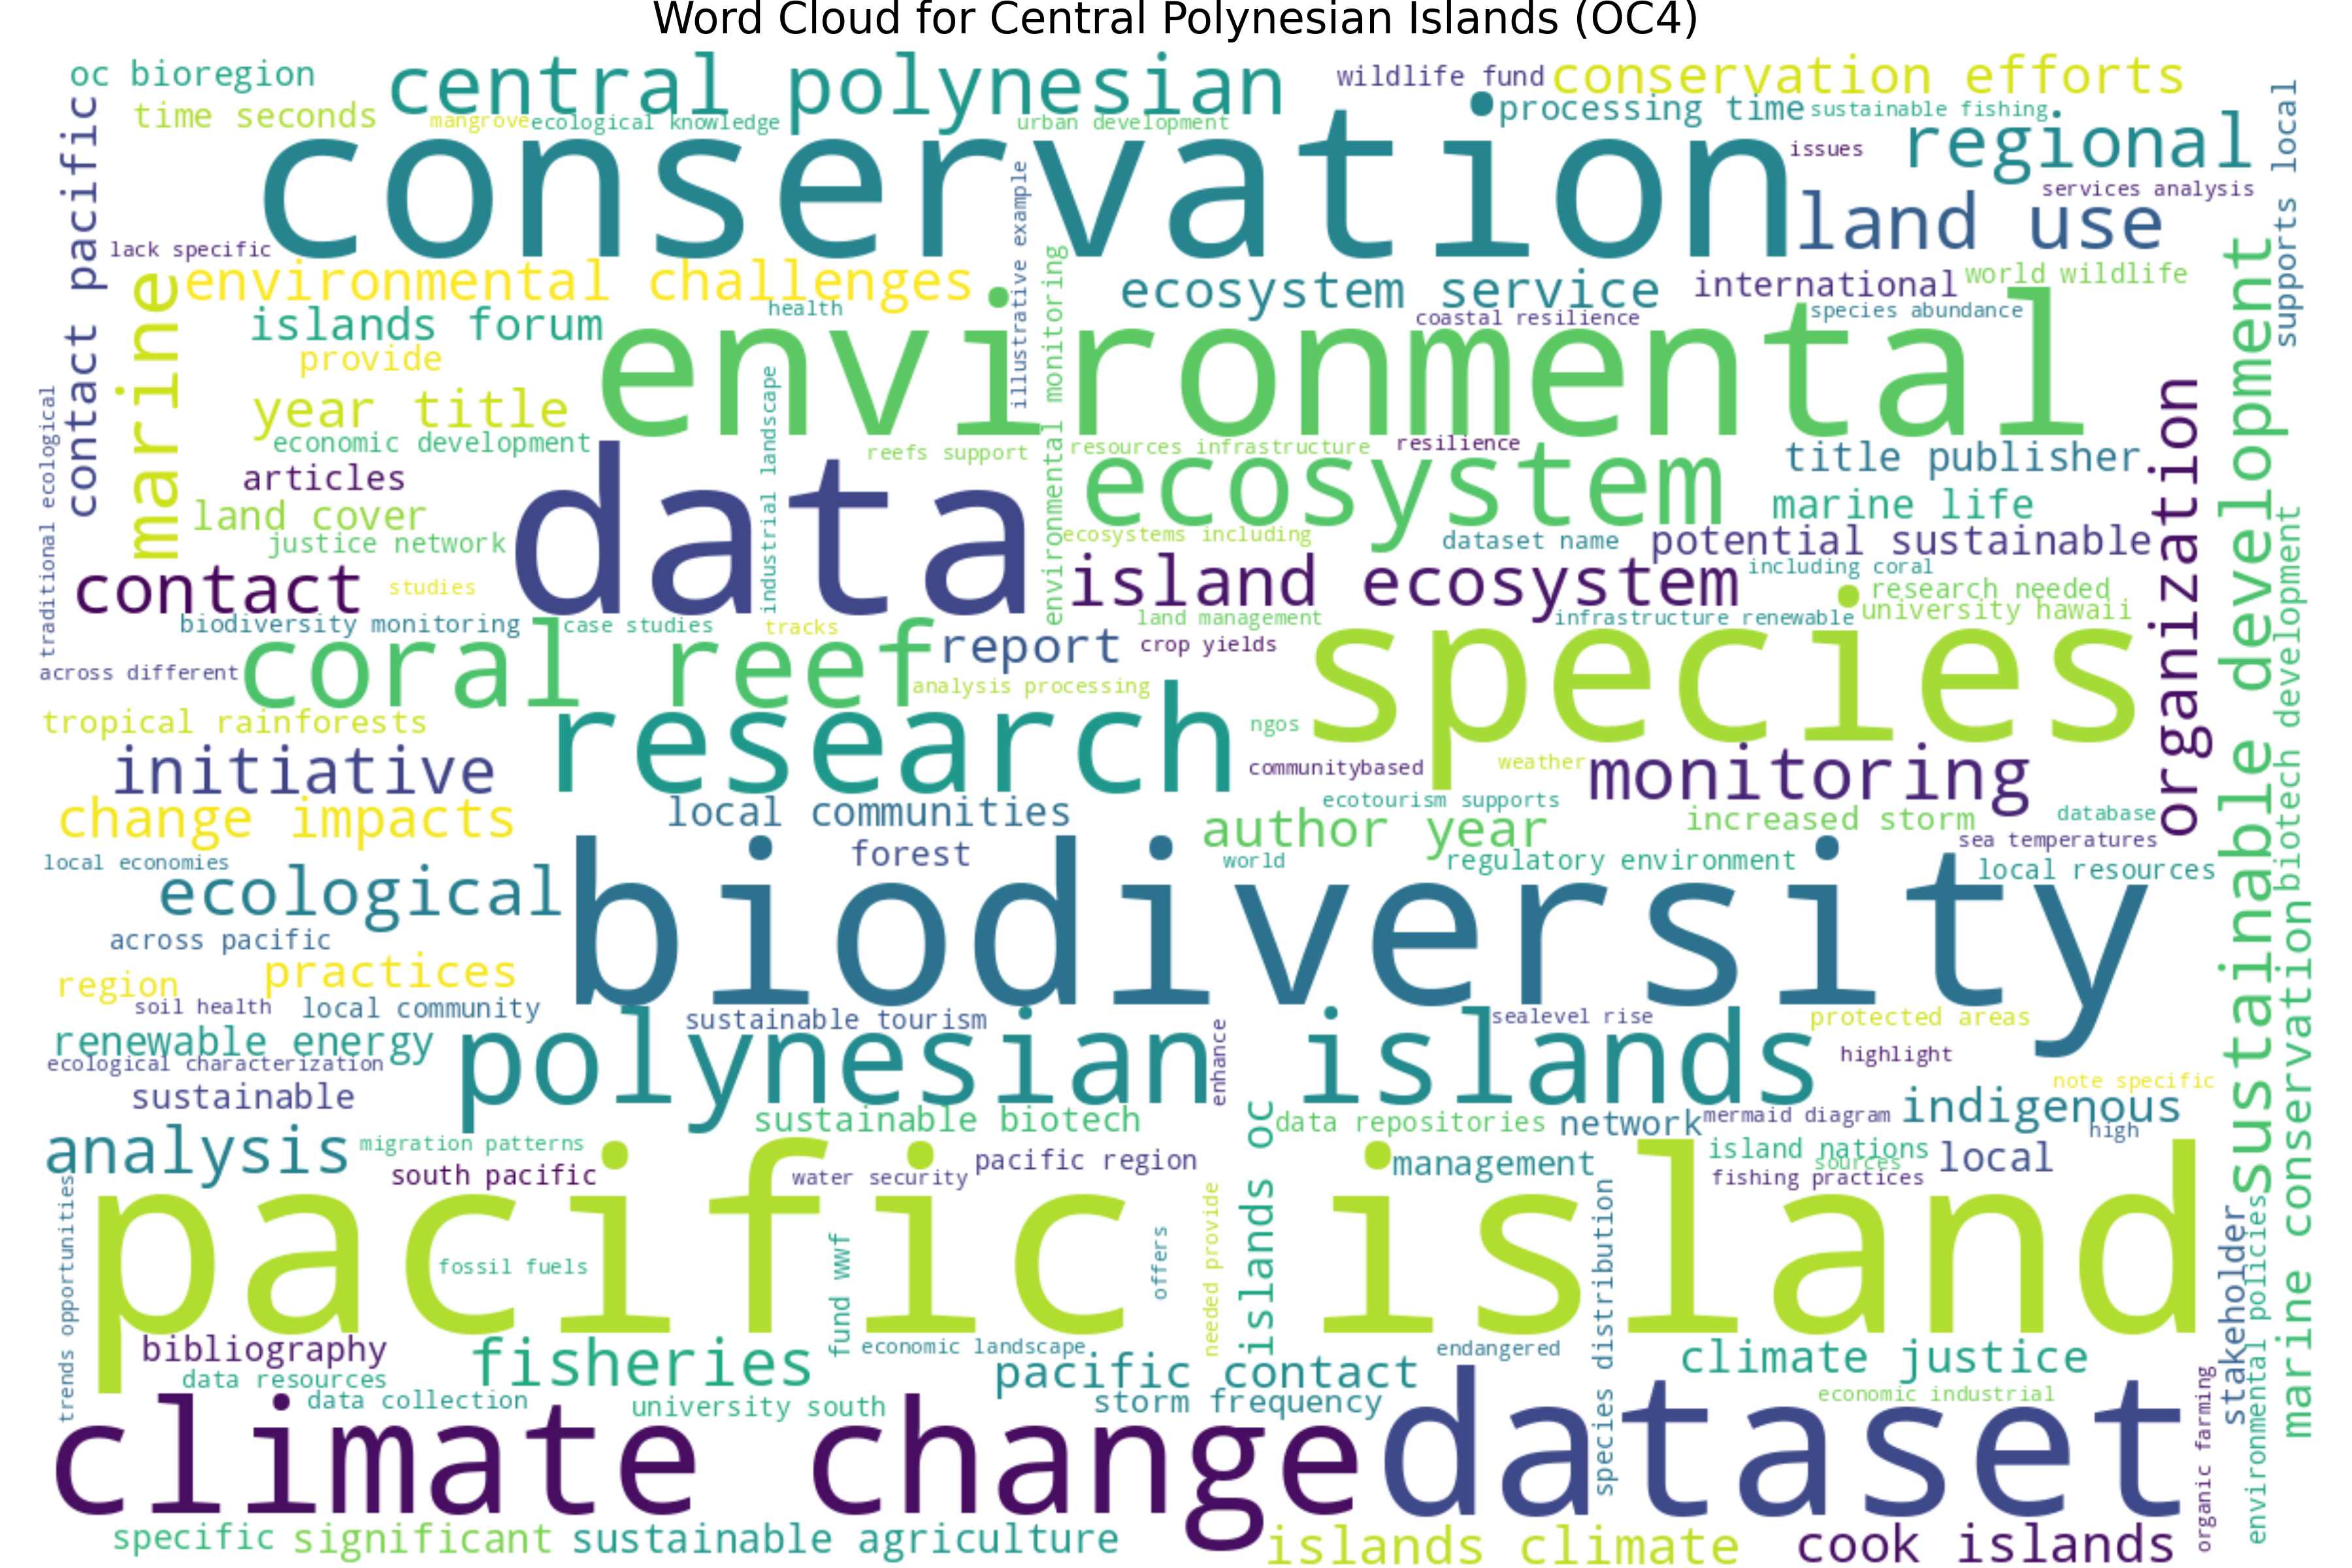 Word Cloud for Central Polynesian Islands (OC4)
oc bioregion
central polynesian
wildlife fund
conservation efforts
time seconds
mangrove
ecological knowledge
urban development
processing time
sustainable fishing
conservation
issues
regional
services analysis
land use
supports local
contact pacific
lack specific
illustrative example
marine
environmental challenges
ecosystem service
international
world wildlife
islands forum
health
coastal resilience
species abundance
provide
environmental
environmental monitoring
year title
industrial landscape
economic development
reefs support
resources infrastructure
resilience
title publisher
articles
data
ecosystem
marine life
organization
sustainable development
traditional ecological
land cover
justice network
ecosystems including
dataset name
potential sustainable
contact
studies
island ecosystem
including coral
research needed
biodiversity monitoring
case studies
tracks
land management
infrastructure renewable
university hawaii
coral reef
report
crop yields
species
across different
analysis processing
tropical rainforests
research
ngos
biotech development
initiative
communitybased
weather
monitoring
change impacts
local communities
ecotourism supports
author year
increased storm
database
sea temperatures
local economies
forest
world
regulatory environment
local resources
ecological
biodiversity
across pacific
region
practices
marine conservation
soil health
local community
sustainable tourism
sealevel rise
protected areas
renewable energy
polynesian islands
enhance
highlight
ecological characterization
sustainable
note specific
sustainable biotech
islands oc
data repositories
network
mermaid diagram
indigenous
high
analysis
migration patterns
south pacific
water security
pacific region
management
island nations
sources
local
fishing practices
pacific island
trends opportunities
fossil fuels
fund wwf
offers
needed provide
species distribution
stakeholder
environmental policies
bibliography
fisheries
economic landscape
endangered
climate justice
data resources
pacific contact
data collection
university south
storm frequency
economic industrial
climate change
dataset
organic farming
specific
significant
sustainable agriculture
islands climate
cook islands